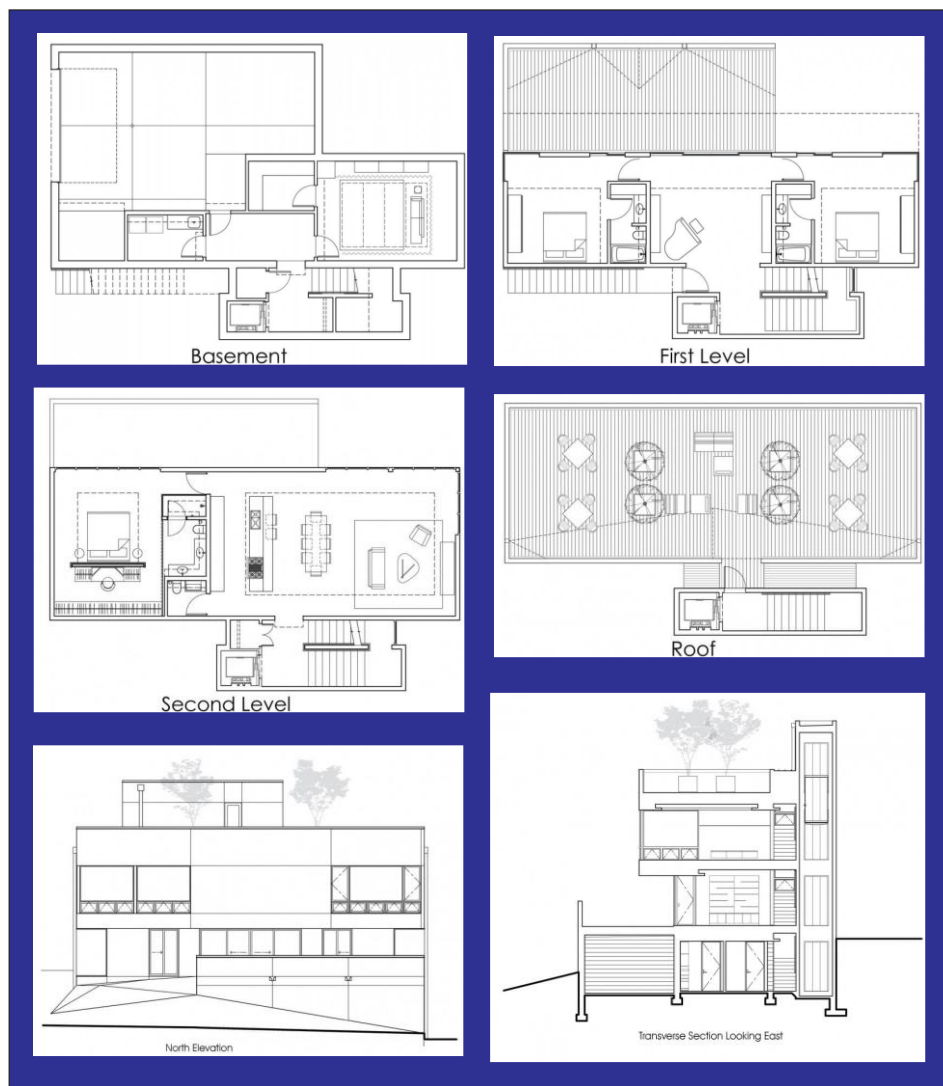 Basement
First Level
Second Level
Roof
North Elevation
Transverse Section Looking East